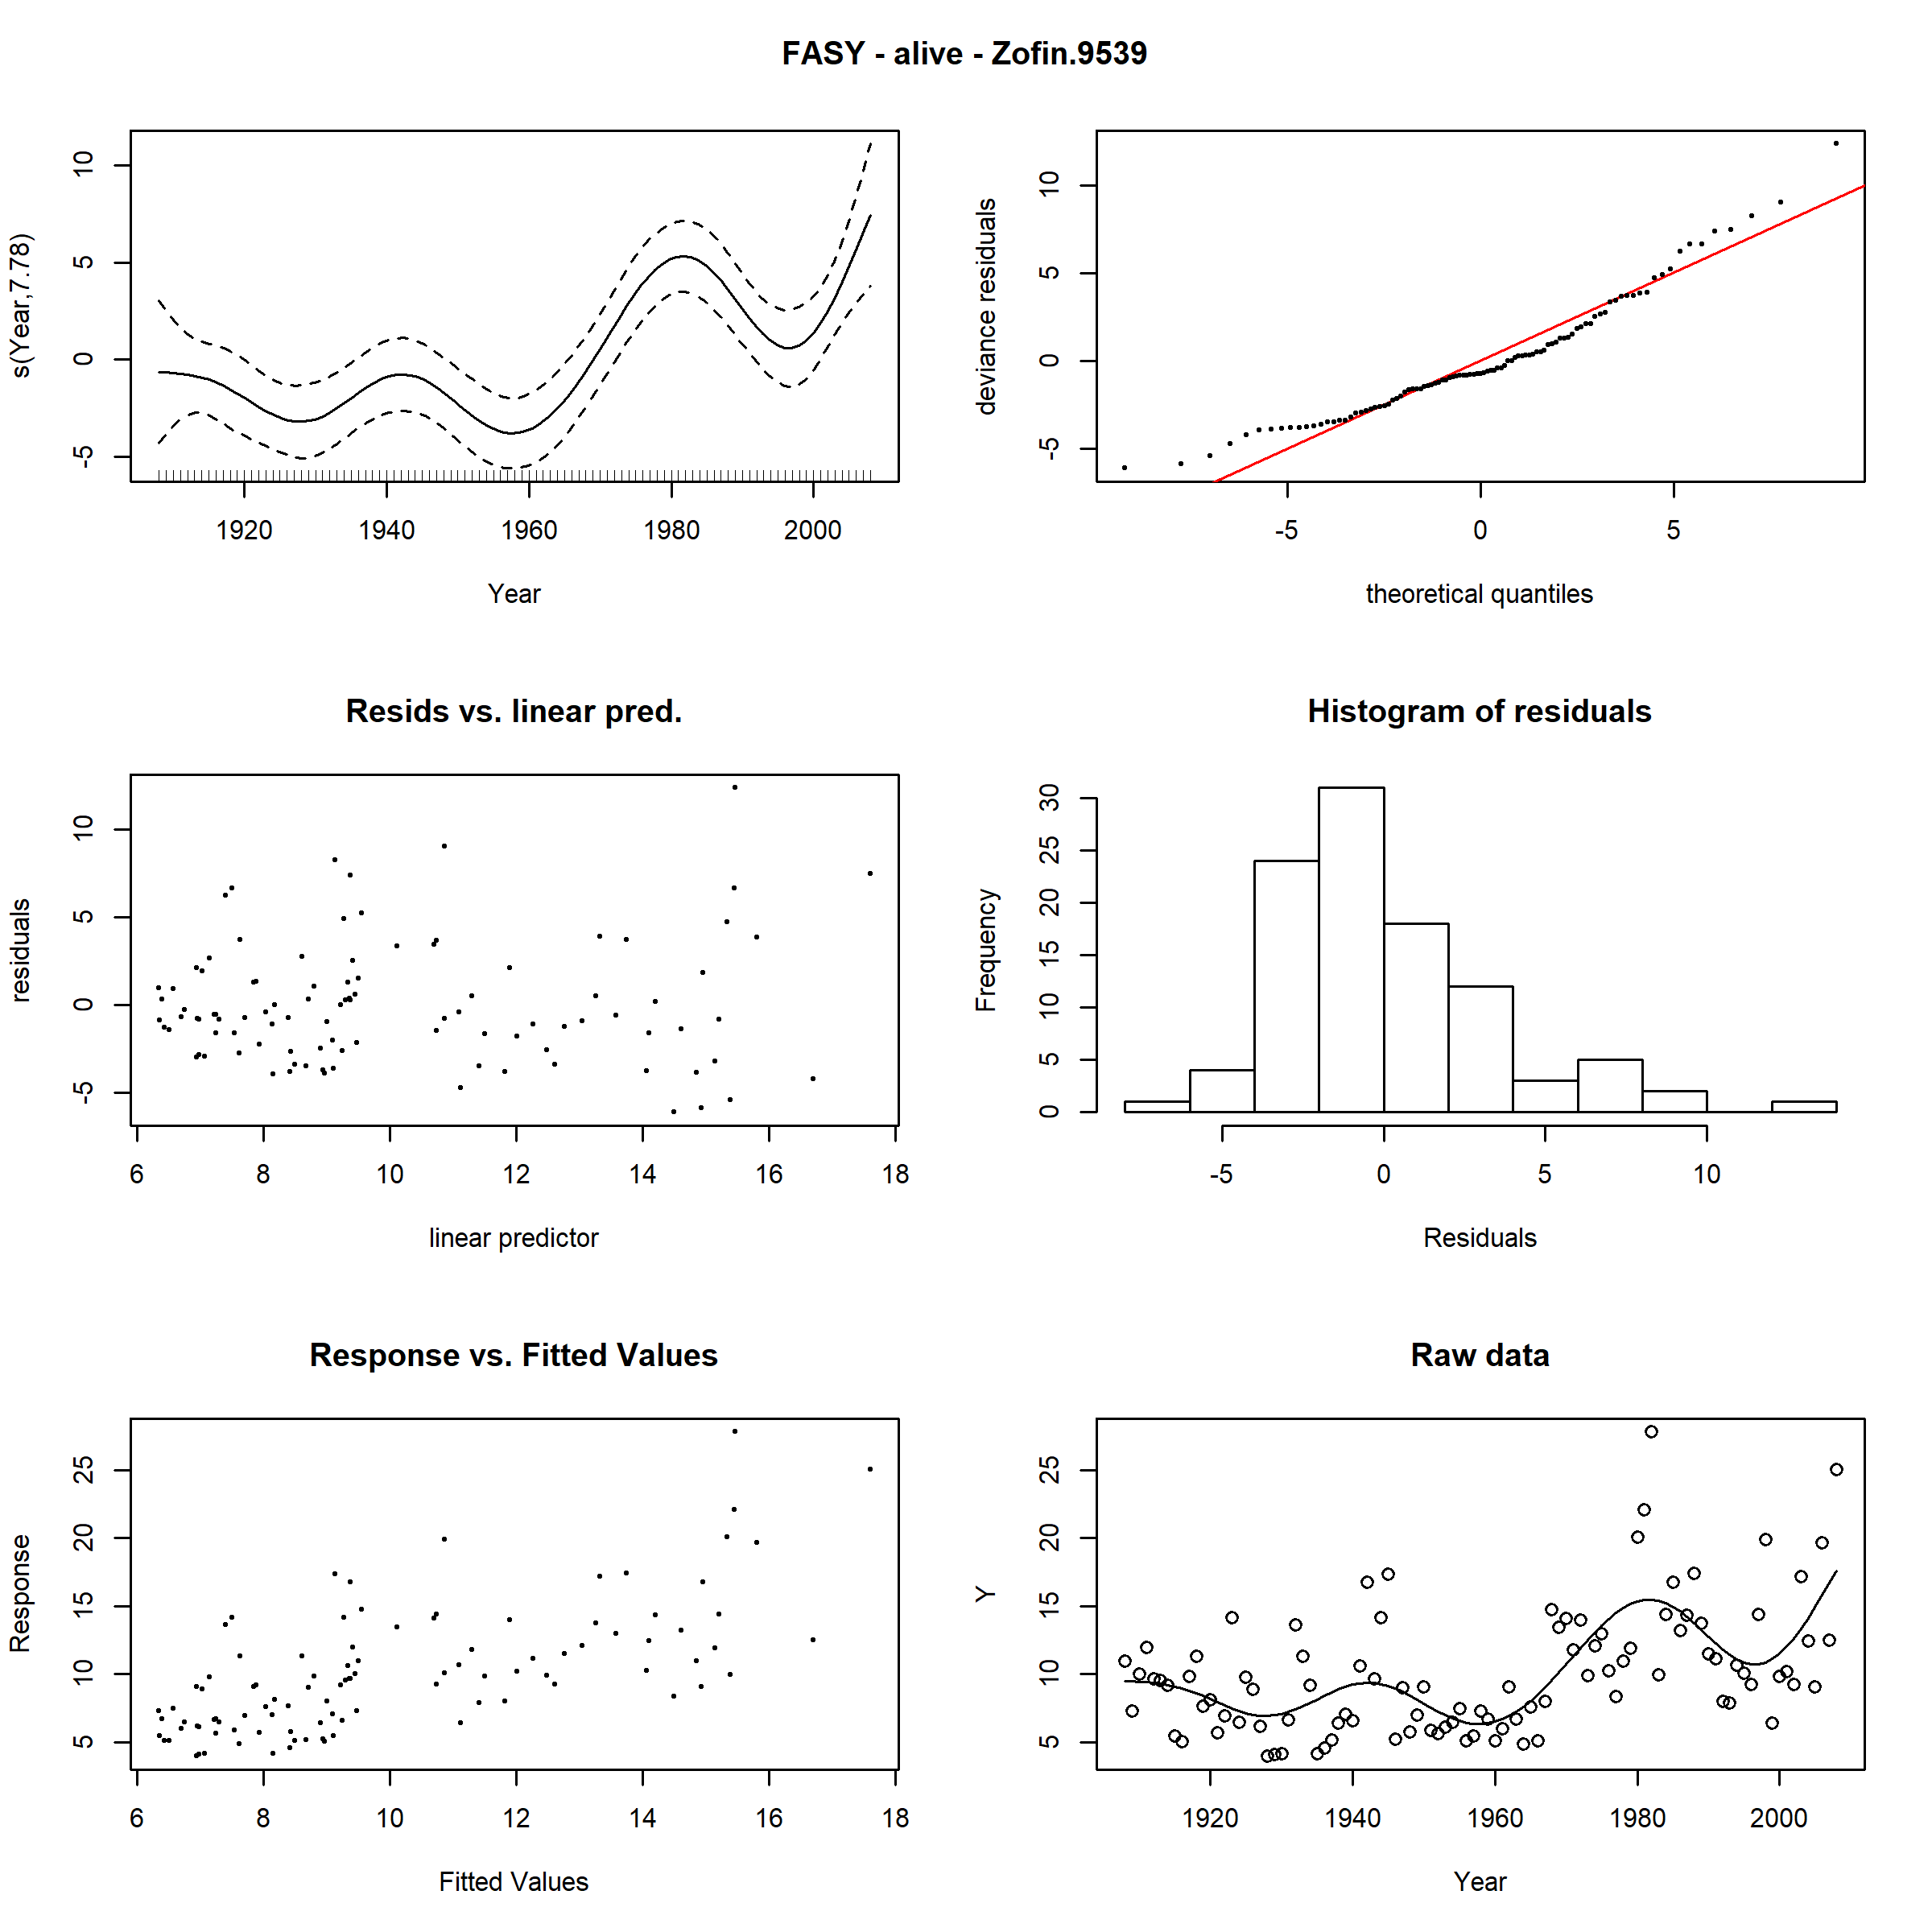 FASY - alive - Zofin.9539
s(Year,7.78)
-5 0 5 10
1920 1940 1960 1980 2000
Year
deviance residuals
-5 0 5 10
-5 0 5
theoretical quantiles
Resids vs. linear pred.
residuals
-5 0 5 10
6 8 10 12 14 16 18
linear predictor
Histogram of residuals
Frequency
0 5 10 15 20 25 30
-5 0 5 10
Residuals
Response vs. Fitted Values
Response
5 10 15 20 25
6 8 10 12 14 16 18
Fitted Values
Raw data
Y
5 10 15 20 25
1920 1940 1960 1980 2000
Year